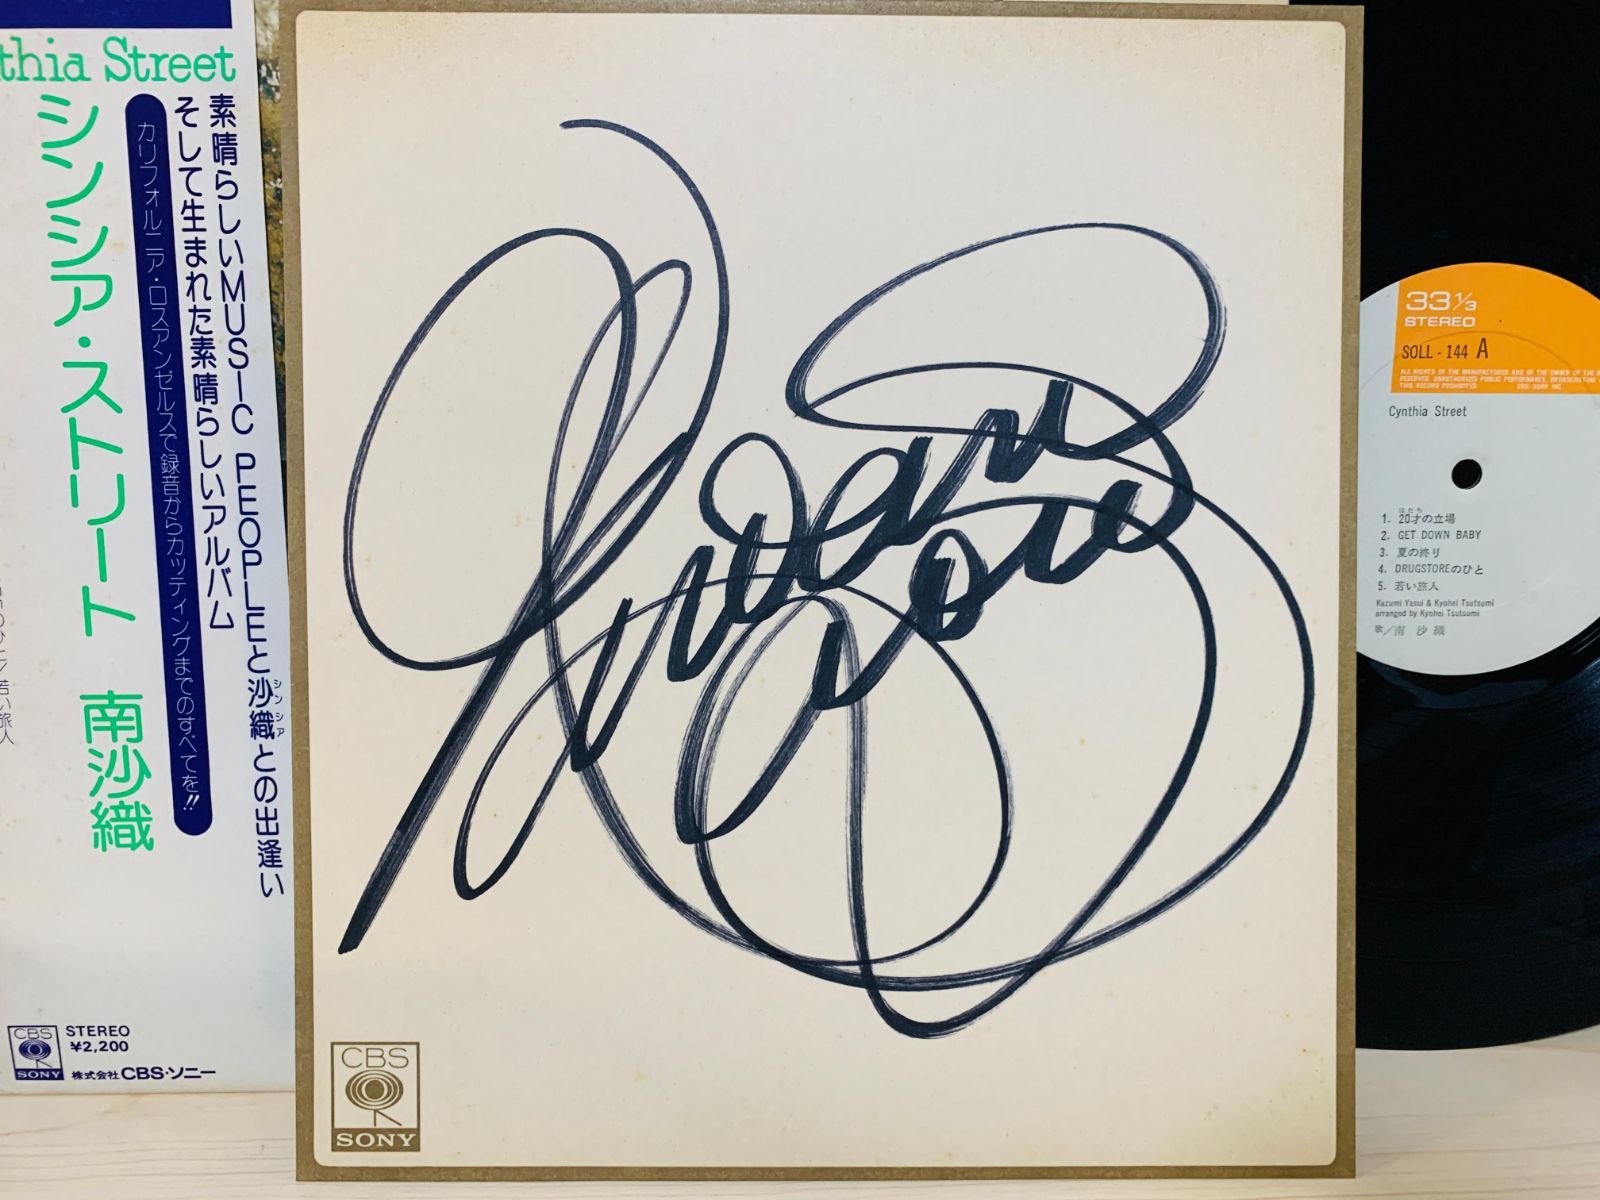 thia Street
シンシア・ストリート 南沙織
素晴らしいMUSIC PEOPLEと沙織との出逢い
シンシア
そして生まれた素晴らしいアルバム
カリフォルニア・ロスアンゼルスで録音からカッティングまでのすべてを!!
若い旅人
CBS
SONY
STEREO
¥2,200
株式会社CBS・ソニー
CBS
SONY
33 1/3
STEREO
SOLL-144 A
Cynthia Street
はたち
1. 20才の立場
2. GET DOWN BABY
3. 夏の終り
4. DRUGSTOREのひと
5. 若い旅人
Kazumi Yasui & Kyohei Tsutsumi
arranged by Kyohei Tsutsumi
歌/南 沙織